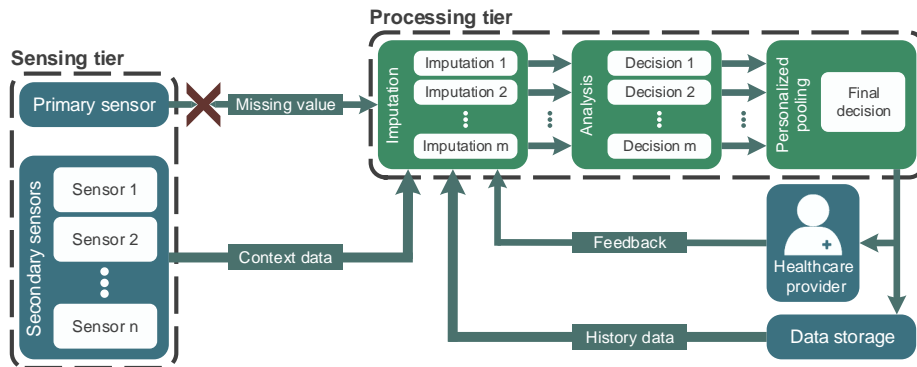 Processing tier
Sensing tier
Primary sensor
Missing value
Secondary sensors
Sensor 1
Sensor 2
Sensor n
Context data
Imputation
Imputation 1
Imputation 2
Imputation m
Analysis
Decision 1
Decision 2
Decision m
Personalized
pooling
Final
decision
Feedback
Healthcare
provider
History data
Data storage